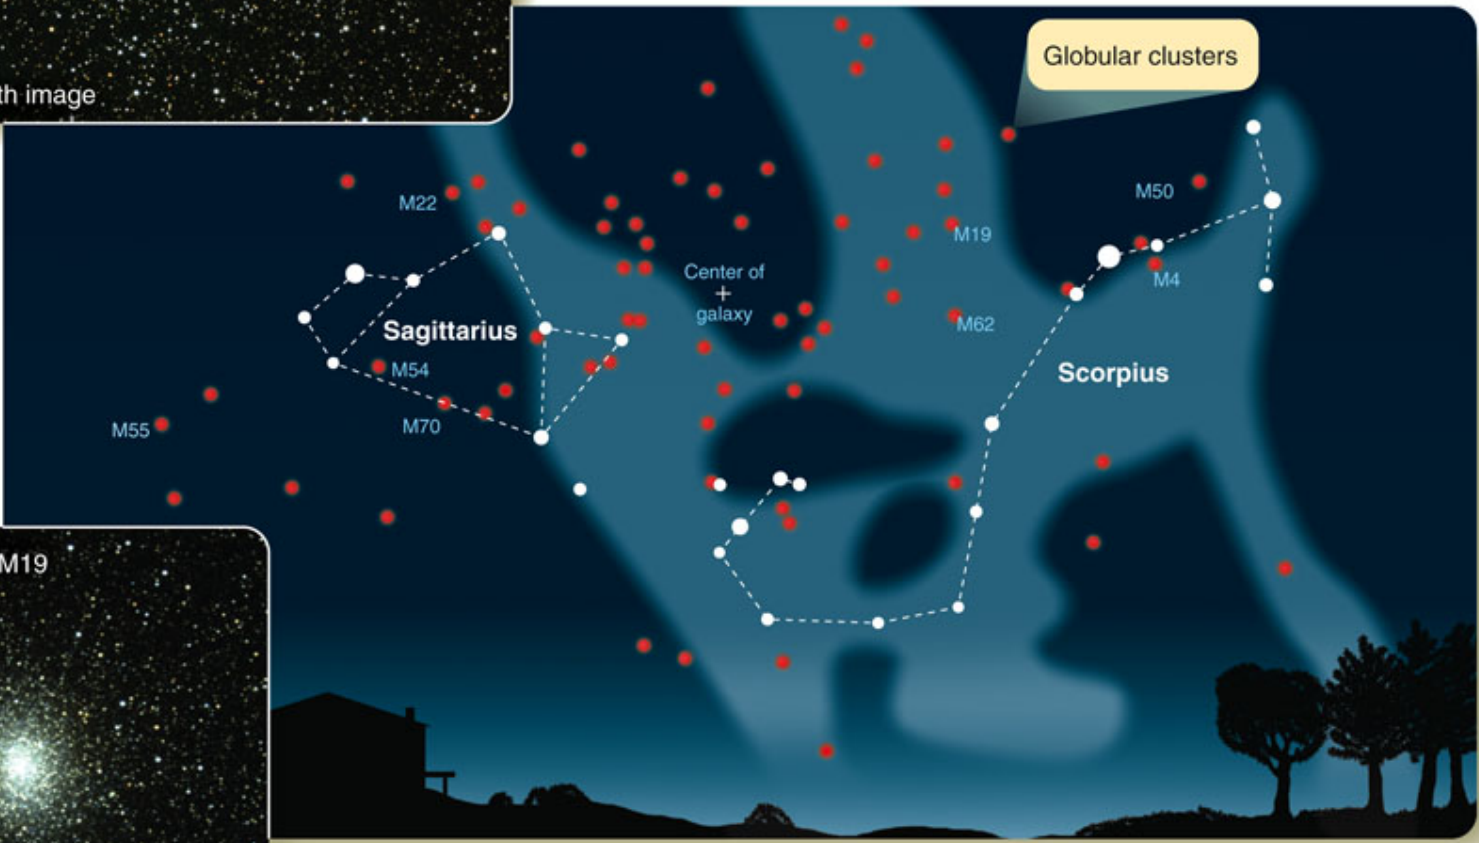 th image
Globular clusters
M22
M50
M19
Center of
+
galaxy
M4
Sagittarius
M62
M54
Scorpius
M70
M55
M19